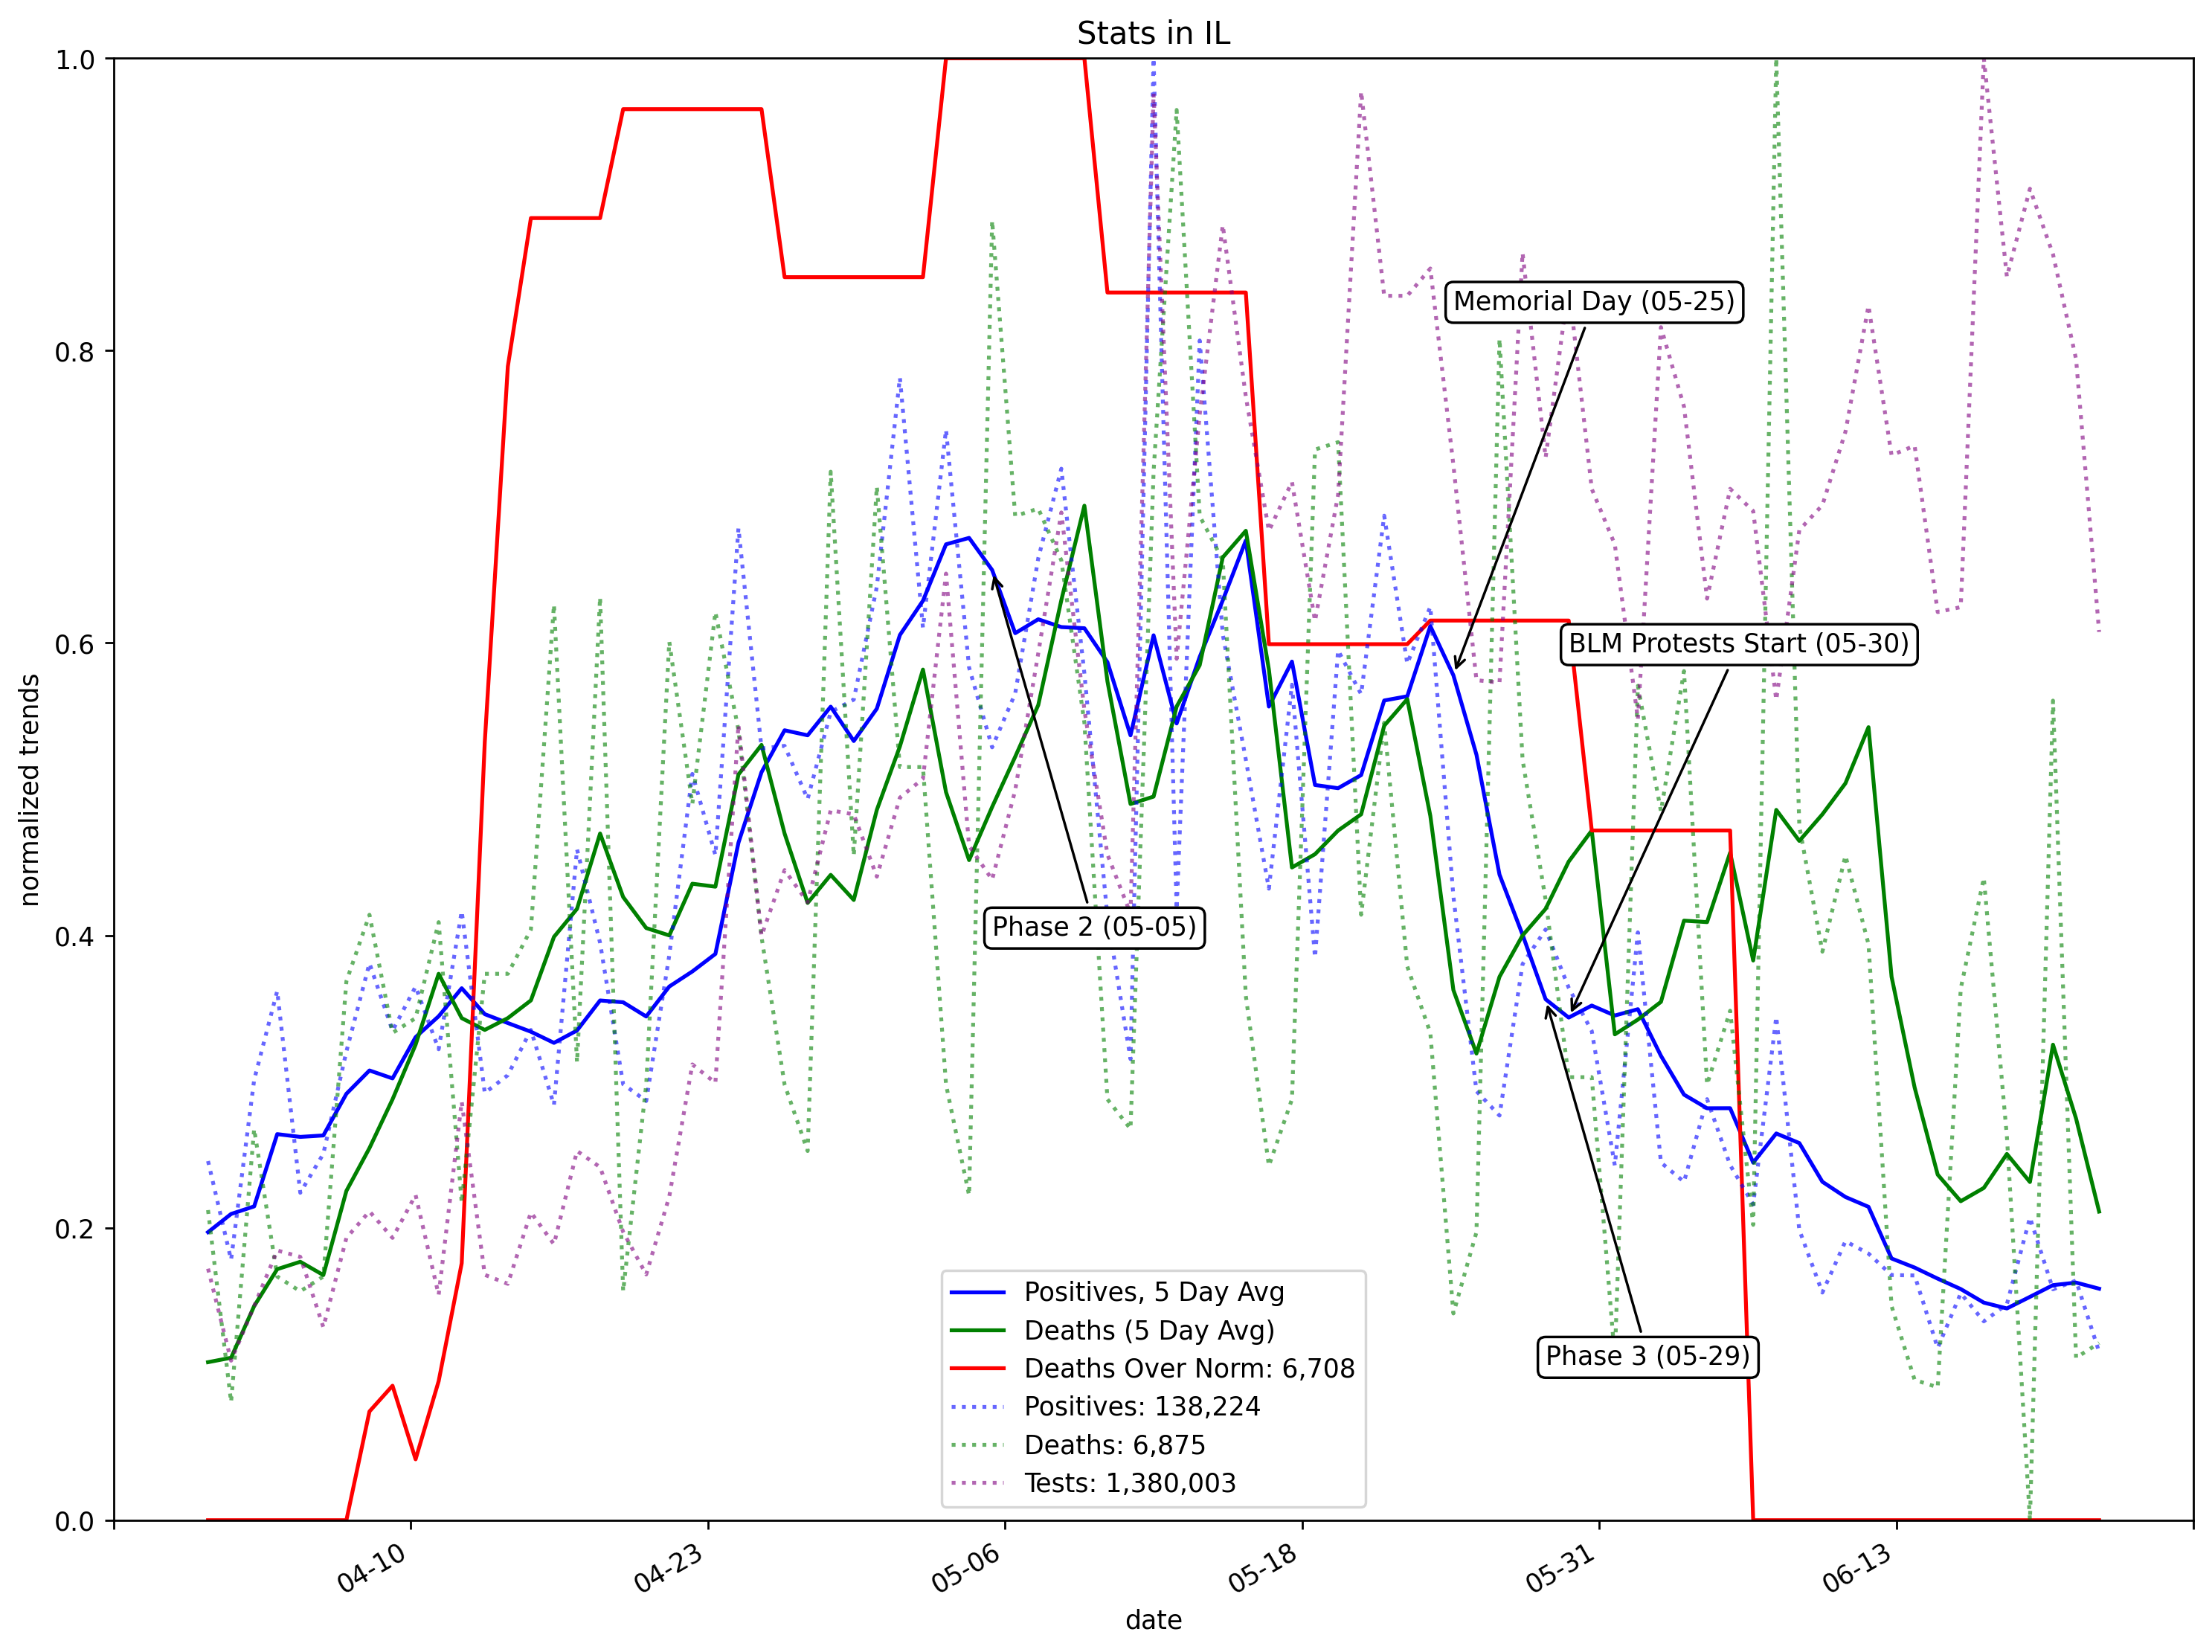 Stats in IL
1.0
0.8
0.6
0.4
0.2
0.0
normalized trends
Memorial Day (05-25)
BLM Protests Start (05-30)
Phase 2 (05-05)
Phase 3 (05-29)
Positives, 5 Day Avg
Deaths (5 Day Avg)
Deaths Over Norm: 6,708
Positives: 138,224
Deaths: 6,875
Tests: 1,380,003
04-10
04-23
05-06
05-18
05-31
06-13
date